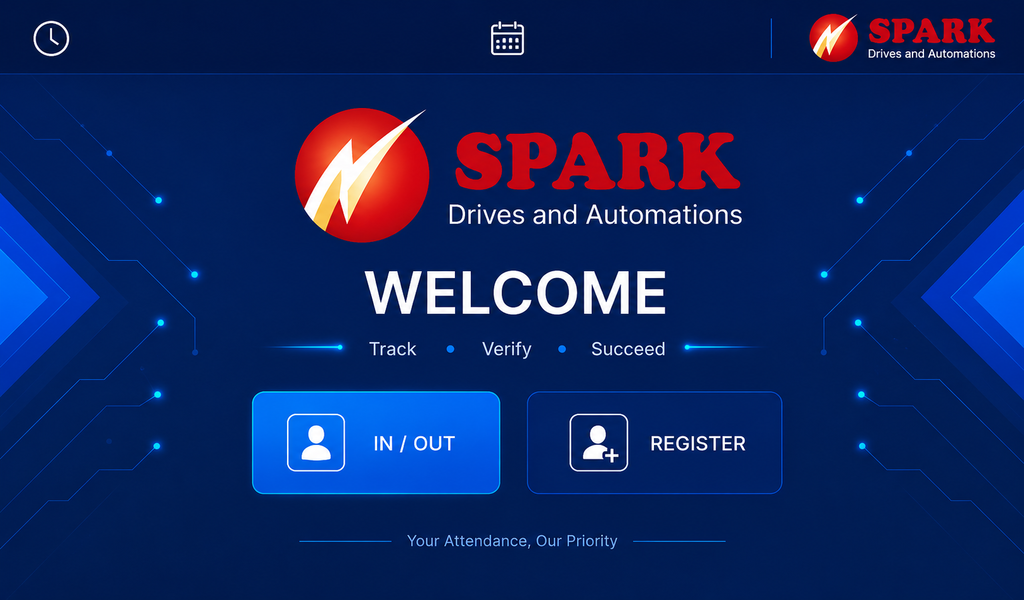 SPARK
Drives and Automations
SPARK
Drives and Automations
WELCOME
Track • Verify • Succeed
IN / OUT
REGISTER
Your Attendance, Our Priority